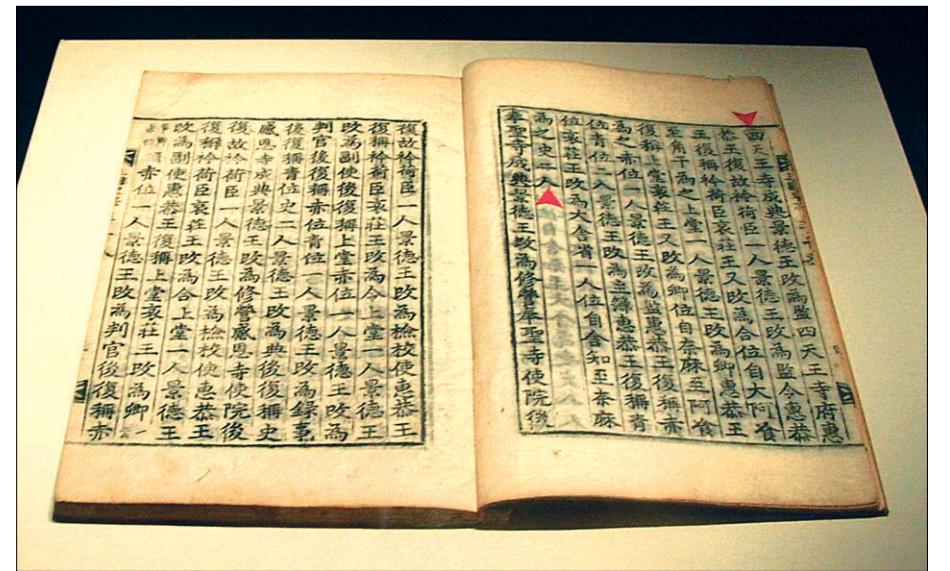 四天王寺成典景德王改為監四天王寺府惠
恭王復故衿荷臣一人景德王改為監令惠恭
王復稱衿荷臣哀莊王又改為令位自大阿飡
至角干為之上堂一人景德王改為卿惠恭王
復稱上堂哀莊王又改為卿位自奈麻至阿飡
為之赤位一人景德王改為監惠恭王復稱赤
位青位二人景德王改為主簿惠恭王復稱青
位哀莊王改為大舍省一人位自舍知至奈麻
為之史二人
奉聖寺成典景德王改為修營奉聖寺使院後
復故衿荷臣一人景德王改為檢校使惠恭王
復稱衿荷臣哀莊王改為令上堂一人景德王
改為副使後復稱上堂赤位一人景德王改為
判官後復稱赤位青位一人景德王改為錄事
後復稱青位史二人景德王改為典後復稱史
感恩寺成典景德王改為修營感恩寺使院後
復故衿荷臣一人景德王改為檢校使惠恭王
復稱衿荷臣哀莊王改為令上堂一人景德王
改為副使惠恭王復稱上堂哀莊王改為卿一
赤位一人景德王改為判官後復稱赤